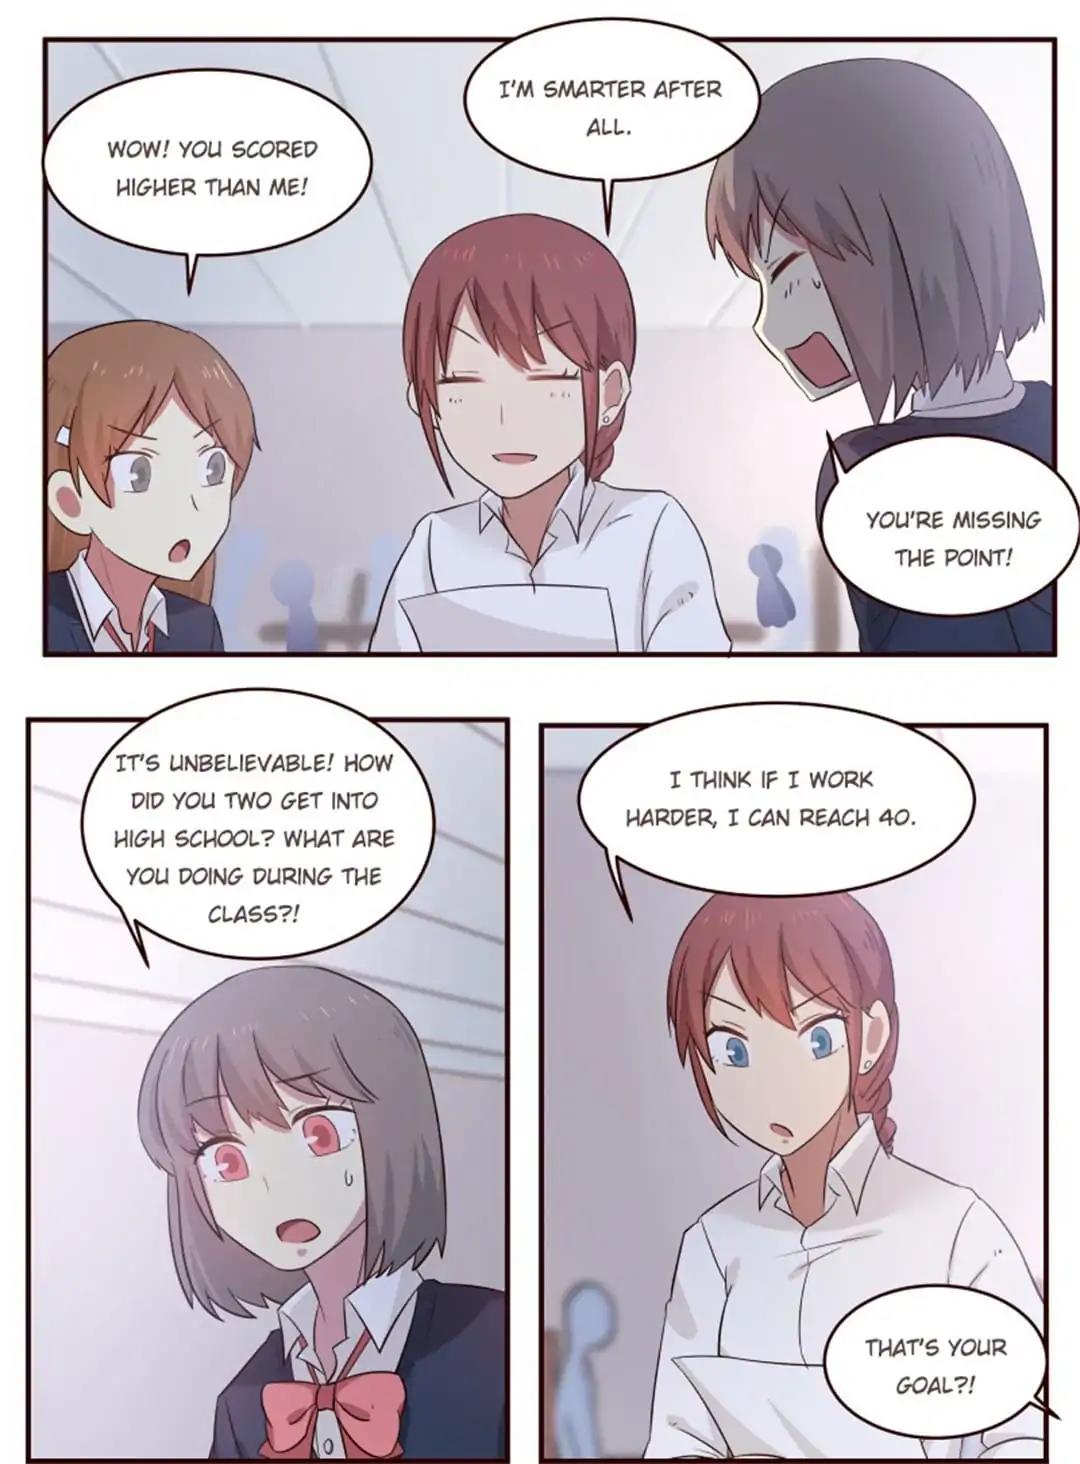 WOW! YOU SCORED
HIGHER THAN ME!
I'M SMARTER AFTER
ALL.
YOU'RE MISSING
THE POINT!
IT'S UNBELIEVABLE! HOW
DID YOU TWO GET INTO
HIGH SCHOOL? WHAT ARE
YOU DOING DURING THE
CLASS?!
I THINK IF I WORK
HARDER, I CAN REACH 40.
THAT'S YOUR
GOAL?!